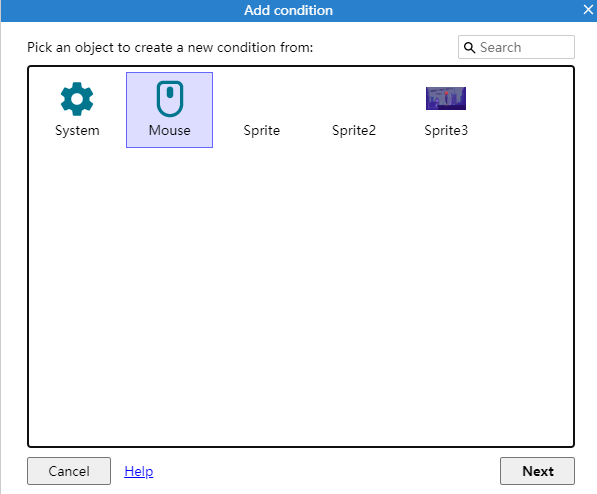 Add condition
Pick an object to create a new condition from:
Search
System
Mouse
Sprite
Sprite2
Sprite3
Cancel
Help
Next